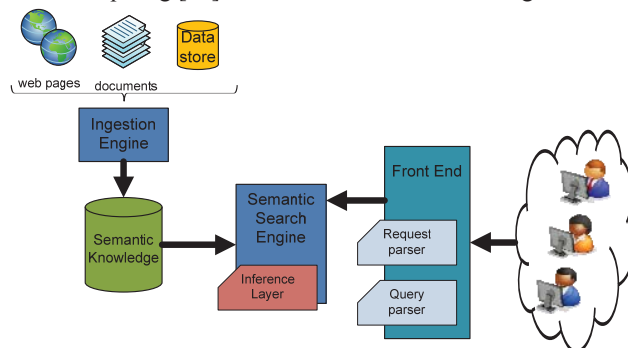 Data
store
web pages
documents
Ingestion
Engine
Semantic
Knowledge
Semantic
Search
Engine
Inference
Layer
Front End
Request
parser
Query
parser